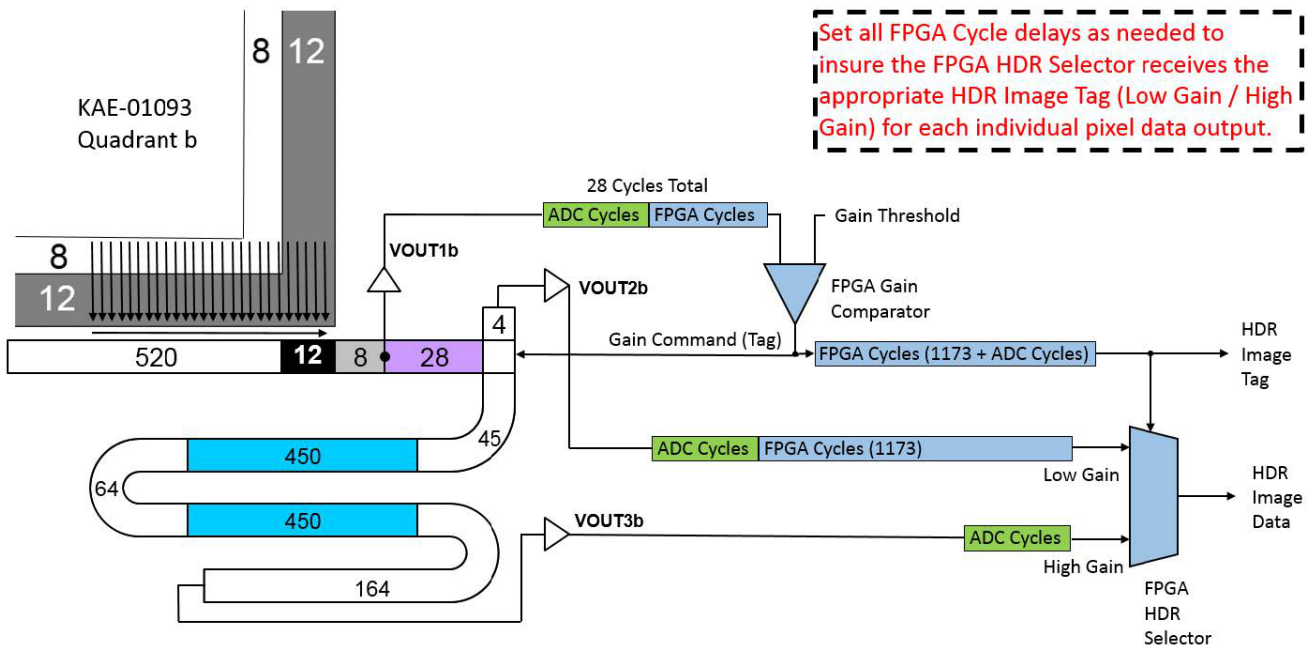 8
12
KAE-01093
Quadrant b
8
12
Set all FPGA Cycle delays as needed to
insure the FPGA HDR Selector receives the
appropriate HDR Image Tag (Low Gain / High
Gain) for each individual pixel data output.
28 Cycles Total
ADC Cycles
FPGA Cycles
Gain Threshold
VOUT1b
VOUT2b
FPGA Gain
Comparator
4
Gain Command (Tag)
520
12
8
28
FPGA Cycles (1173 + ADC Cycles)
HDR
Image
Tag
45
450
64
ADC Cycles
FPGA Cycles (1173)
Low Gain
HDR
Image
Data
450
VOUT3b
ADC Cycles
High Gain
164
FPGA
HDR
Selector